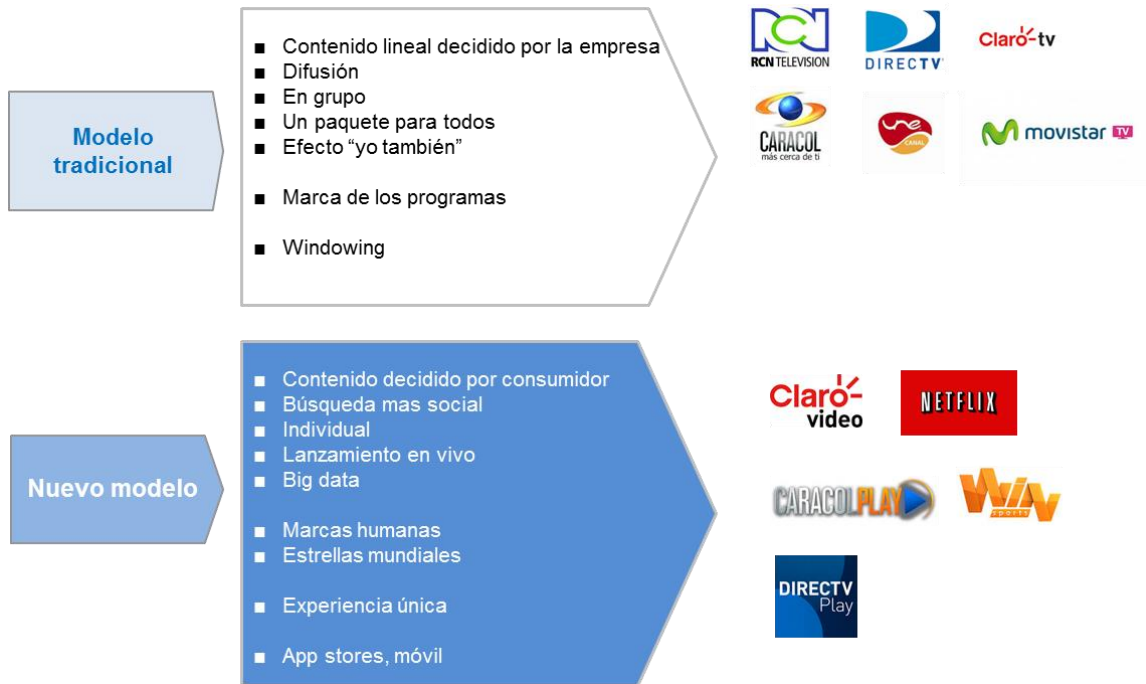 Modelo
tradicional
■ Contenido lineal decidido por la empresa
■ Difusión
■ En grupo
■ Un paquete para todos
■ Efecto “yo también”
■ Marca de los programas
■ Windowing
RCN TELEVISION
DIRECTV
Claro-tv
CARACOL
más cerca de ti
une
CANAL
movistar TV
Nuevo modelo
■ Contenido decidido por consumidor
■ Búsqueda mas social
■ Individual
■ Lanzamiento en vivo
■ Big data
■ Marcas humanas
■ Estrellas mundiales
■ Experiencia única
■ App stores, móvil
Claro-
video
NETFLIX
CARACOLPLAY
WIN
sports
DIRECTV
Play